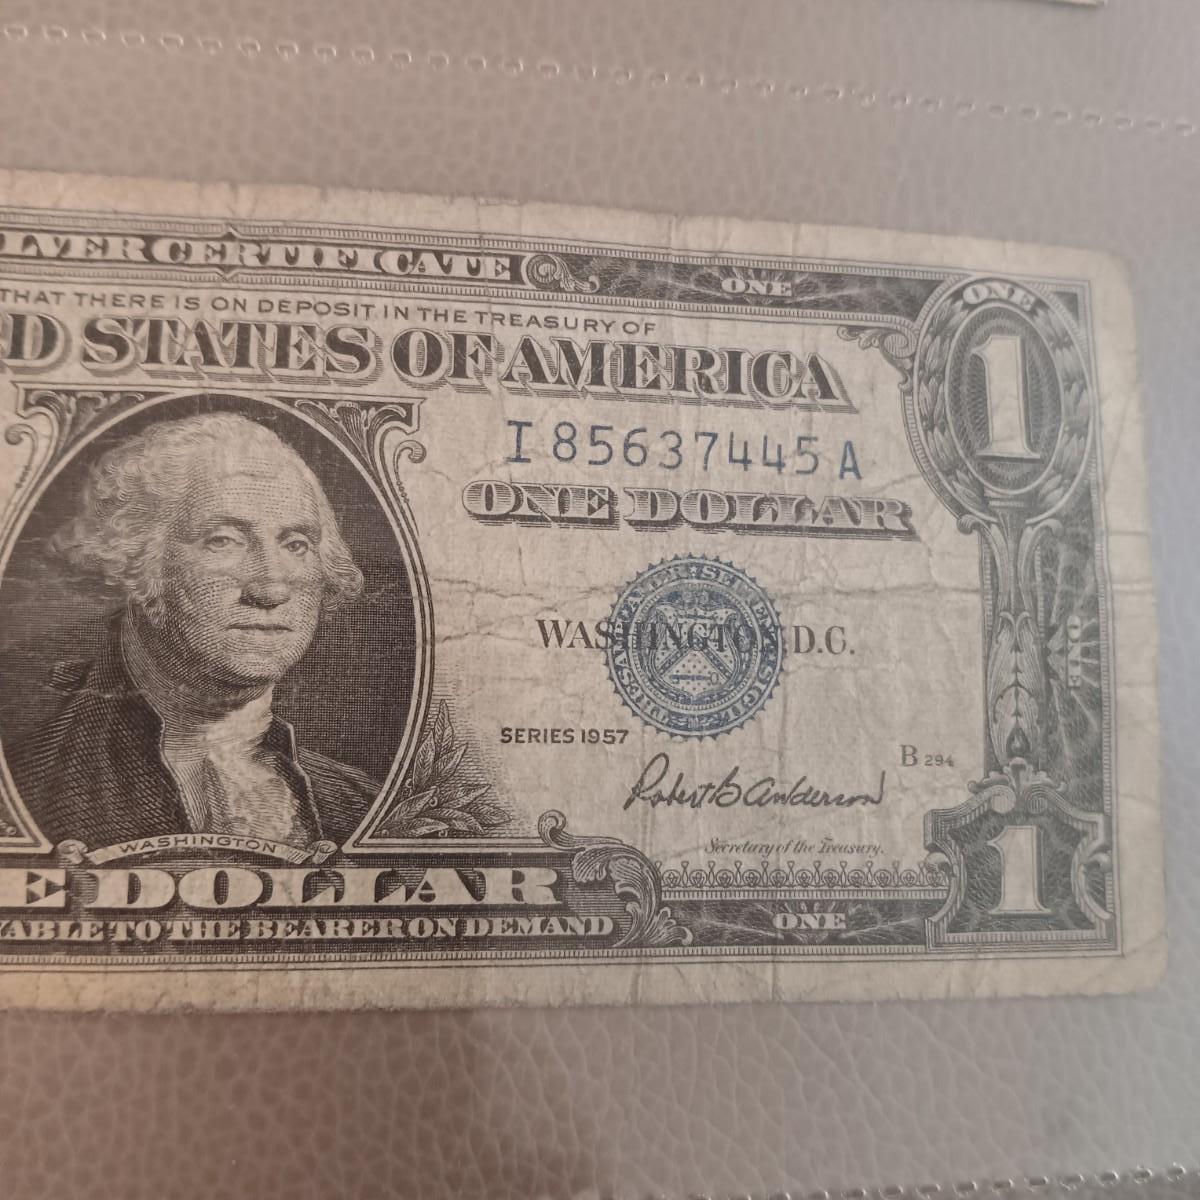 LVER CERTIFICATE
ONE
ONE
1
THAT THERE IS ON DEPOSIT IN THE TREASURY OF
D STATES OF AMERICA
I 85637445 A
ONE DOLLAR
WASHINGTON, D.C.
ONE
SERIES 1957
B 294
Robert B Anderson
Secretary of the Treasury.
WASHINGTON
E DOLLAR
1
ONE
YABLE TO THE BEARER ON DEMAND